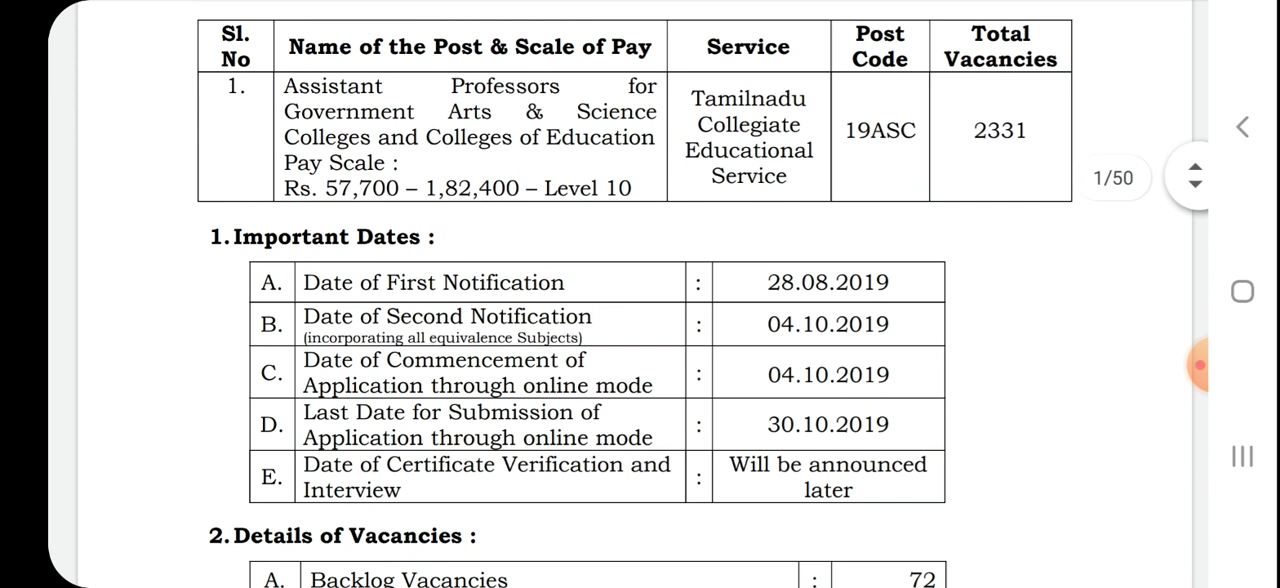 Sl. No
Name of the Post & Scale of Pay
Service
Post Code
Total Vacancies
1.
Assistant Professors for
Government Arts & Science
Colleges and Colleges of Education
Pay Scale :
Rs. 57,700 – 1,82,400 – Level 10
Tamilnadu
Collegiate
Educational
Service
19ASC
2331
1/50
1. Important Dates :
A. Date of First Notification : 28.08.2019
B. Date of Second Notification : 04.10.2019
(incorporating all equivalence Subjects)
C. Date of Commencement of
Application through online mode : 04.10.2019
D. Last Date for Submission of
Application through online mode : 30.10.2019
E. Date of Certificate Verification and
Interview : Will be announced
later
2. Details of Vacancies :
A. Backlog Vacancies : 72